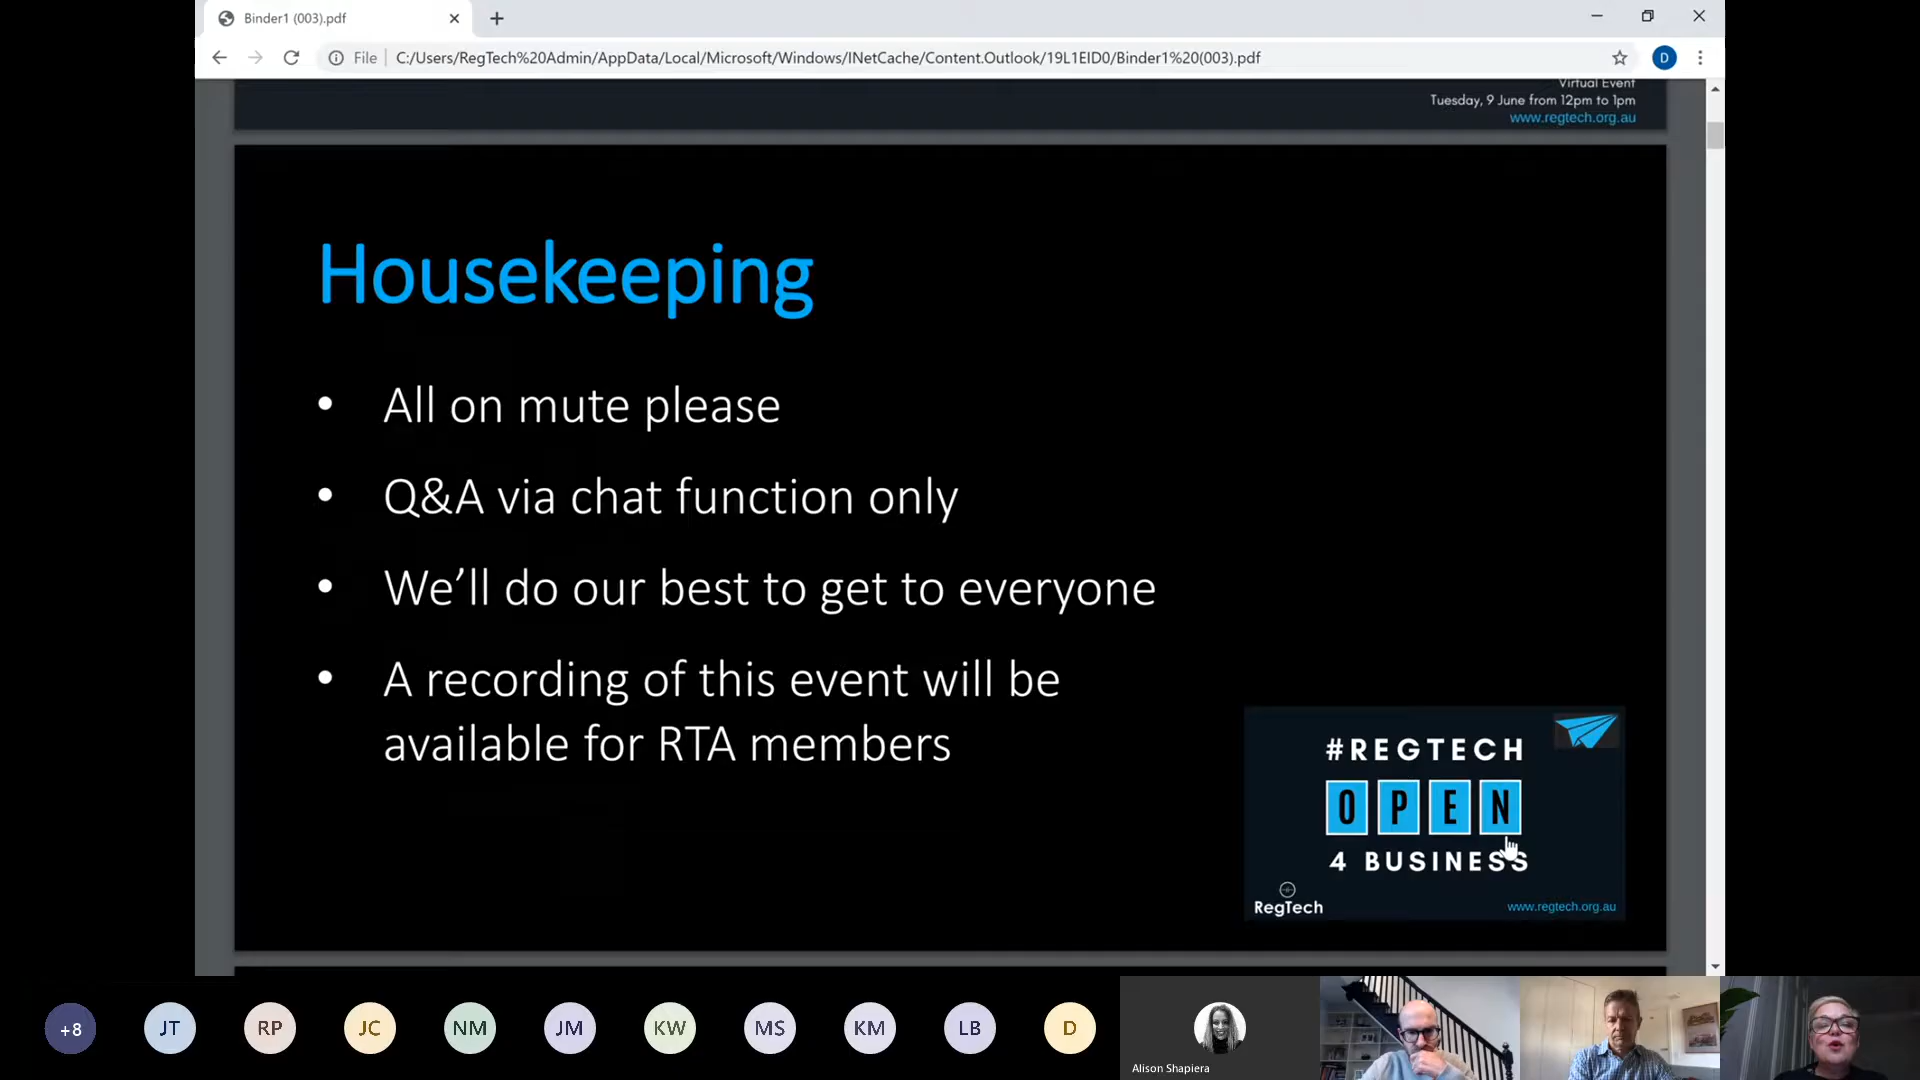 Binder1 (003).pdf
File
C:/Users/RegTech%20Admin/AppData/Local/Microsoft/Windows/INetCache/Content.Outlook/19L1EID0/Binder1%20(003).pdf
D
Virtual Event
Tuesday, 9 June from 12pm to 1pm
www.regtech.org.au
Housekeeping
• All on mute please
• Q&A via chat function only
• We’ll do our best to get to everyone
• A recording of this event will be
available for RTA members
#REGTECH
OPEN
4 BUSINESS
RegTech
www.regtech.org.au
+8
JT
RP
JC
NM
JM
KW
MS
KM
LB
D
Alison Shapiera